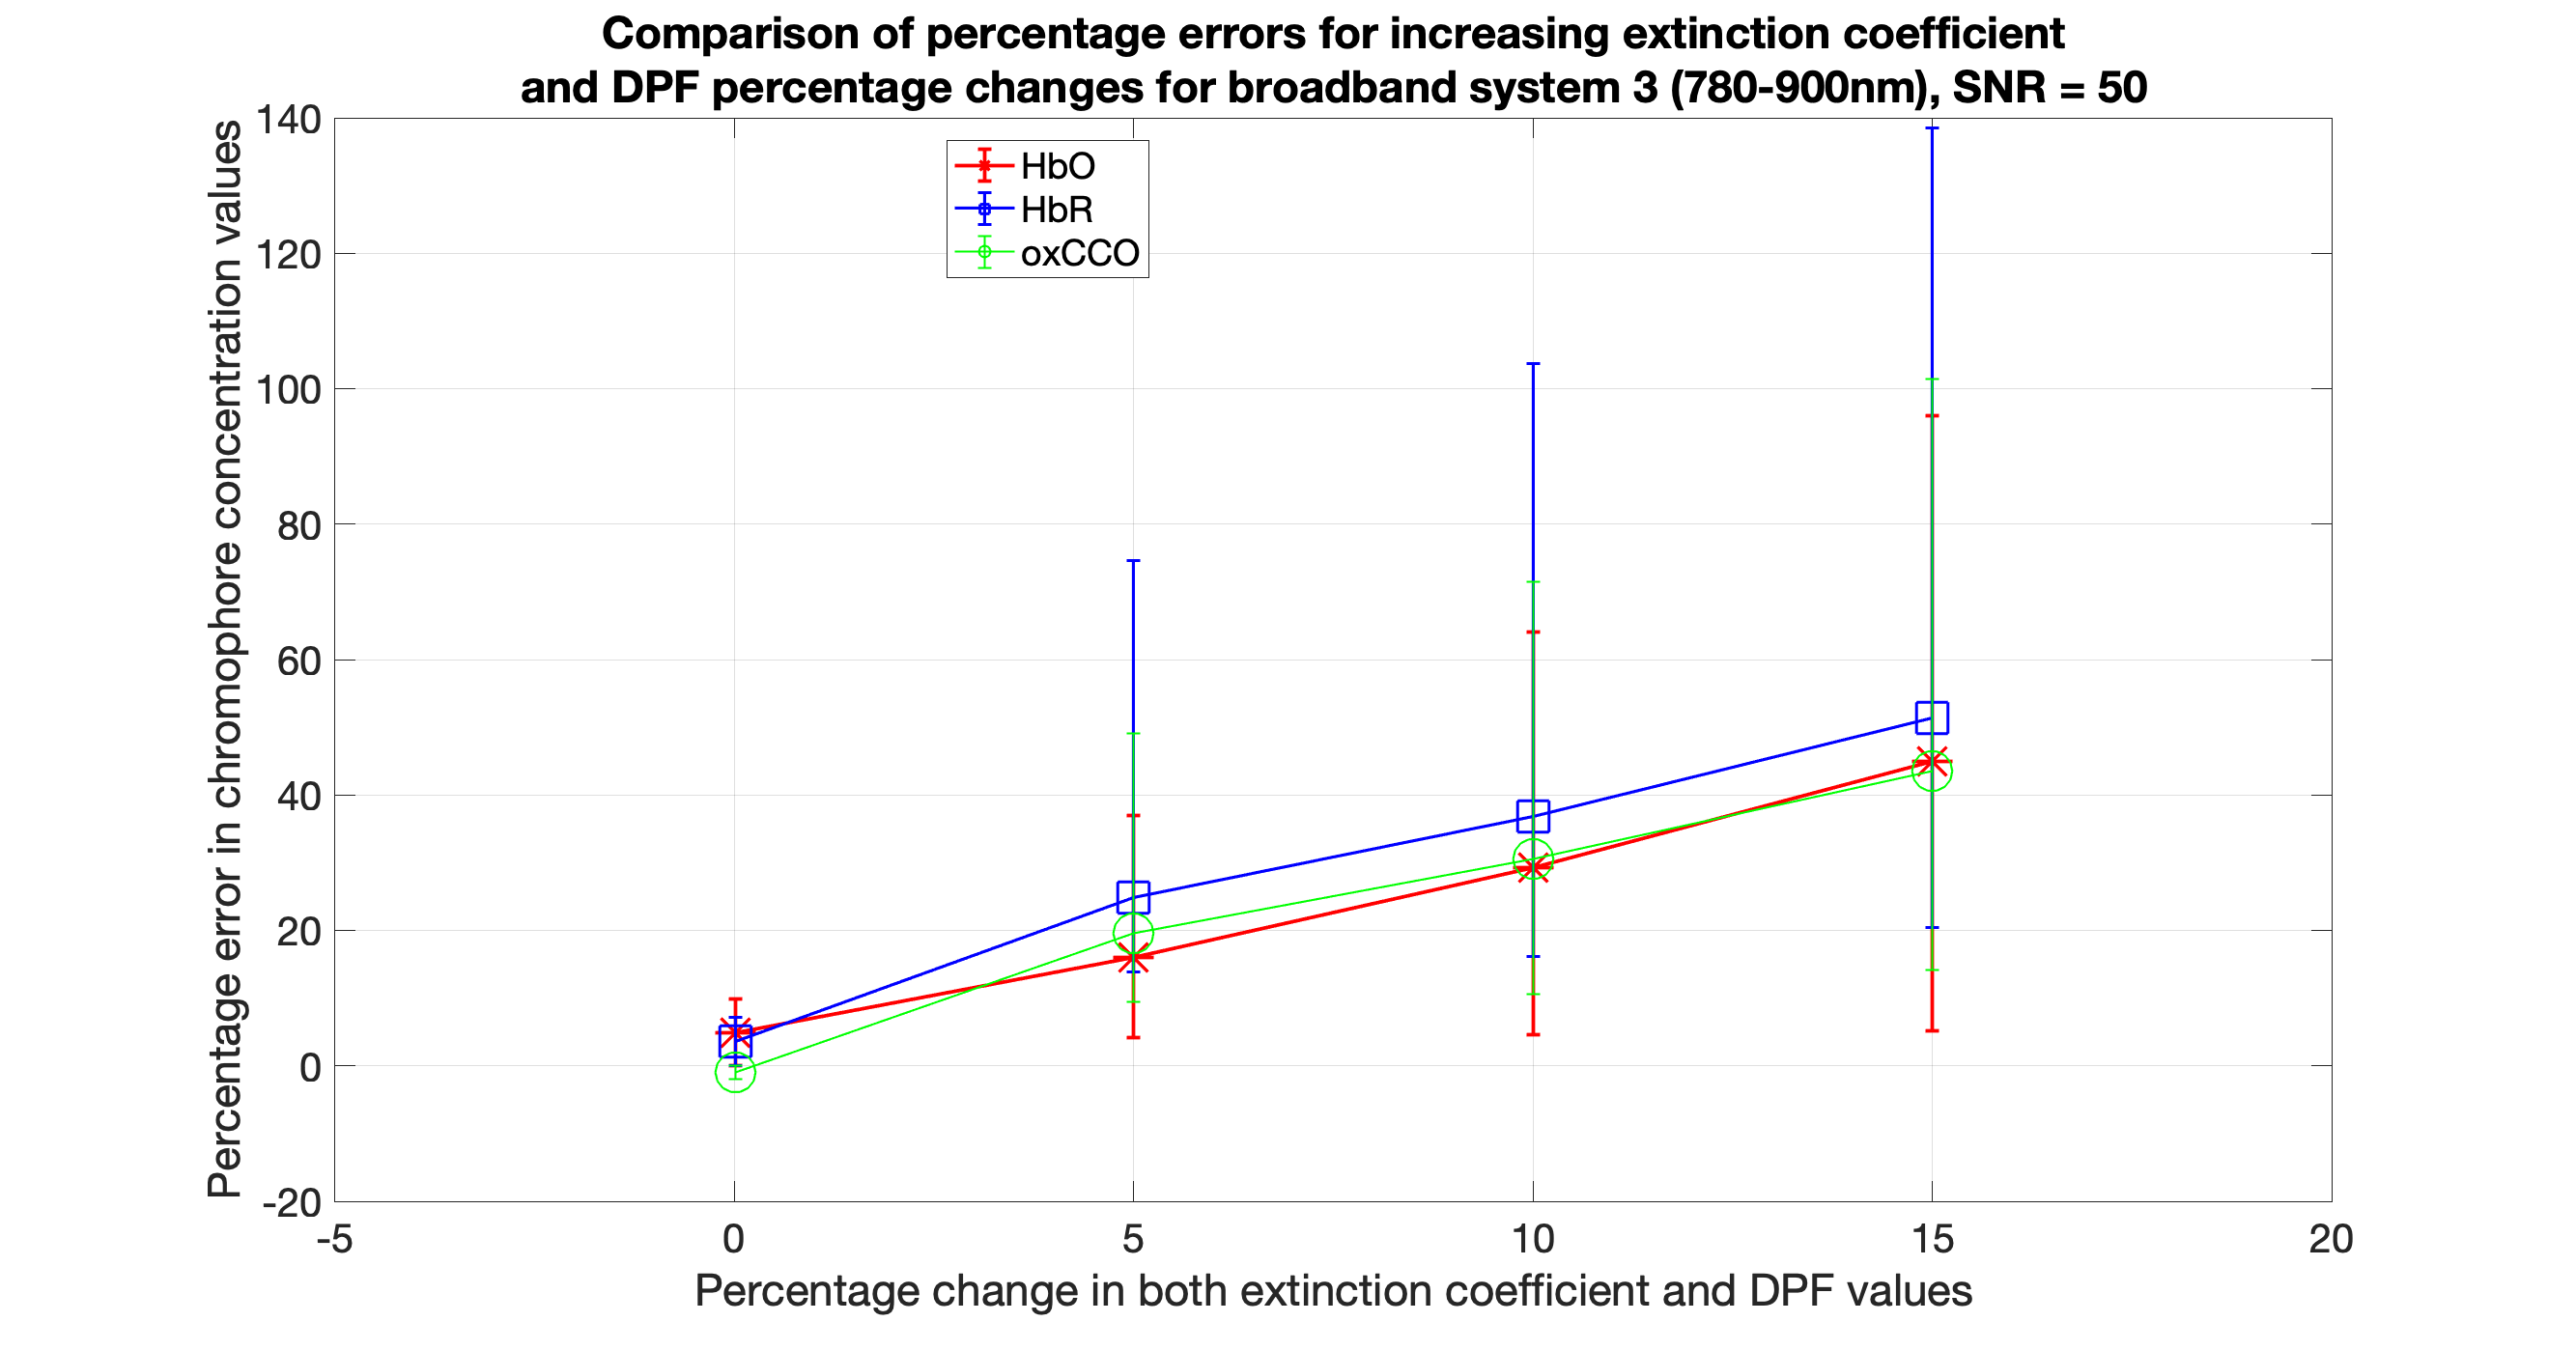 Comparison of percentage errors for increasing extinction coefficient
and DPF percentage changes for broadband system 3 (780-900nm), SNR = 50
Percentage error in chromophore concentration values
140
120
100
80
60
40
20
0
-20
HbO
HbR
oxCCO
-5 0 5 10 15 20
Percentage change in both extinction coefficient and DPF values